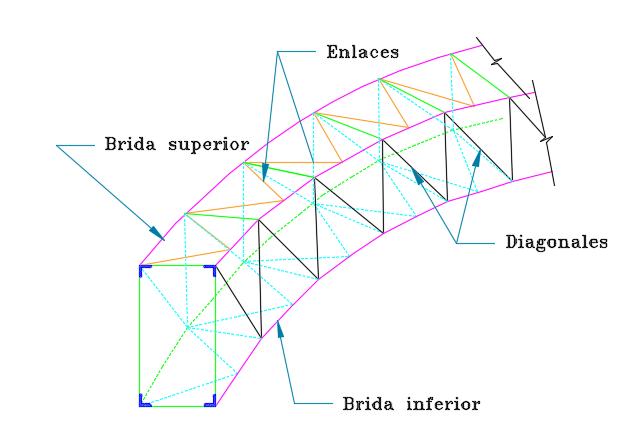 Enlaces
Brida superior
Diagonales
Brida inferior